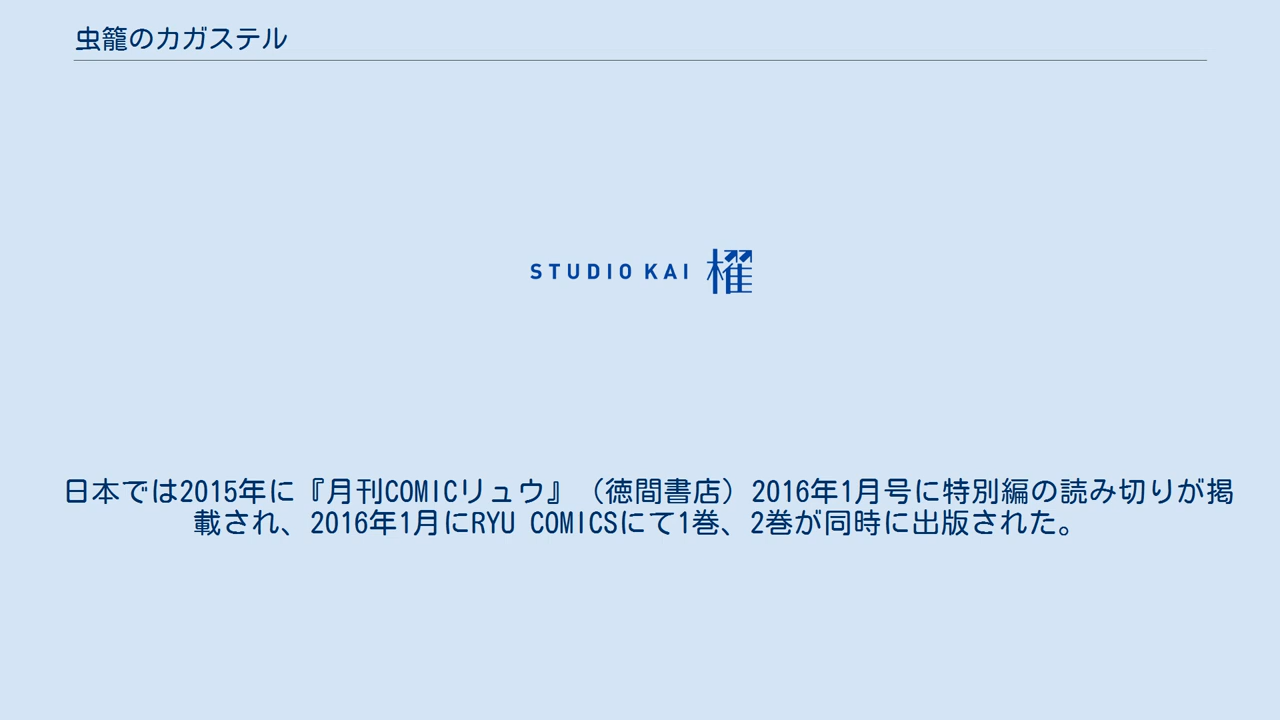 虫籠のカガステル
STUDIO KAI 櫂
日本では2015年に『月刊COMICリュウ』（徳間書店）2016年1月号に特別編の読み切りが掲
載され、2016年1月にRYU COMICSにて1巻、2巻が同時に出版された。